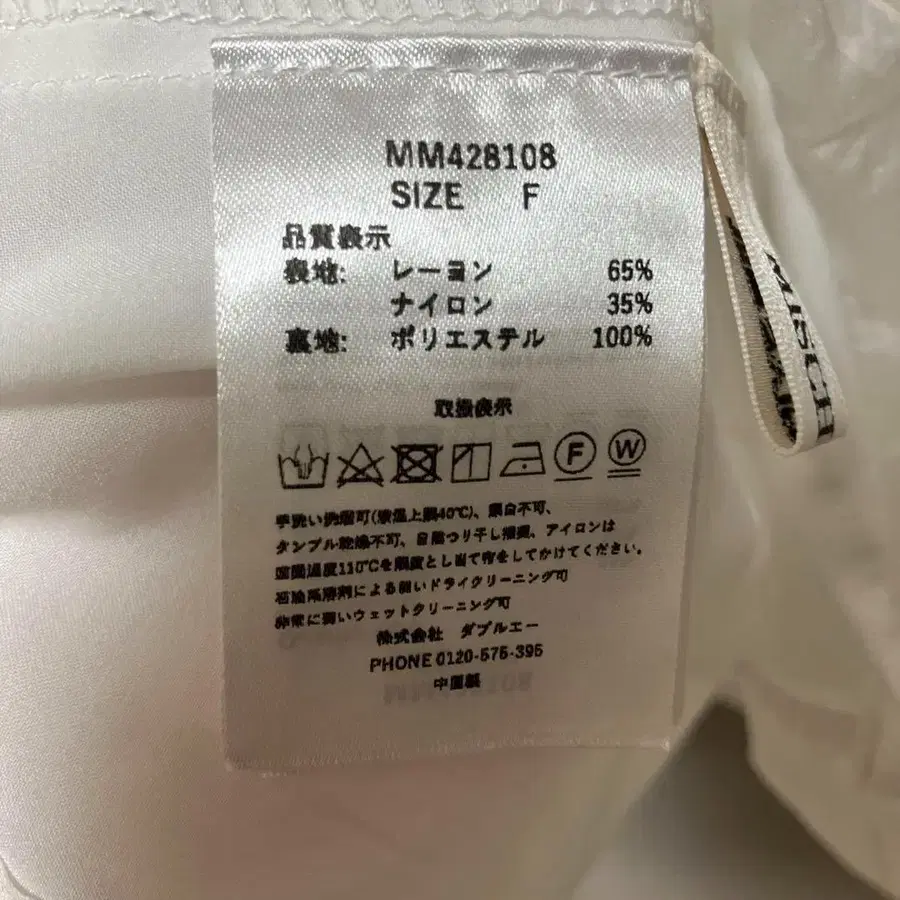 MM428108
SIZE F
品質表示
表地: レーヨン 65%
ナイロン 35%
裏地: ポリエステル 100%
取扱表示
F W
手洗い洗濯可(液温上限40℃)、漂白不可、
タンブル乾燥不可、日陰つり干し推奨、アイロンは
底面温度110℃を限度とし当て布をしてかけてください。
石油系溶剤による弱いドライクリーニング可
非常に弱いウェットクリーニング可
株式会社 ダブルエー
PHONE 0120-575-395
中国製
MISCH